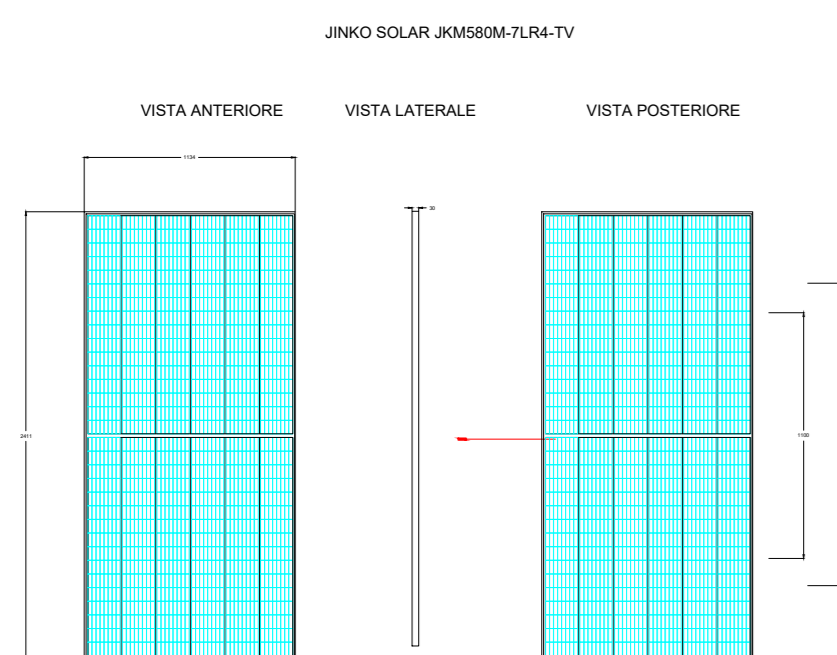 JINKO SOLAR JKM580M-7LR4-TV
VISTA ANTERIORE
VISTA LATERALE
VISTA POSTERIORE
1134
30
2411
1100